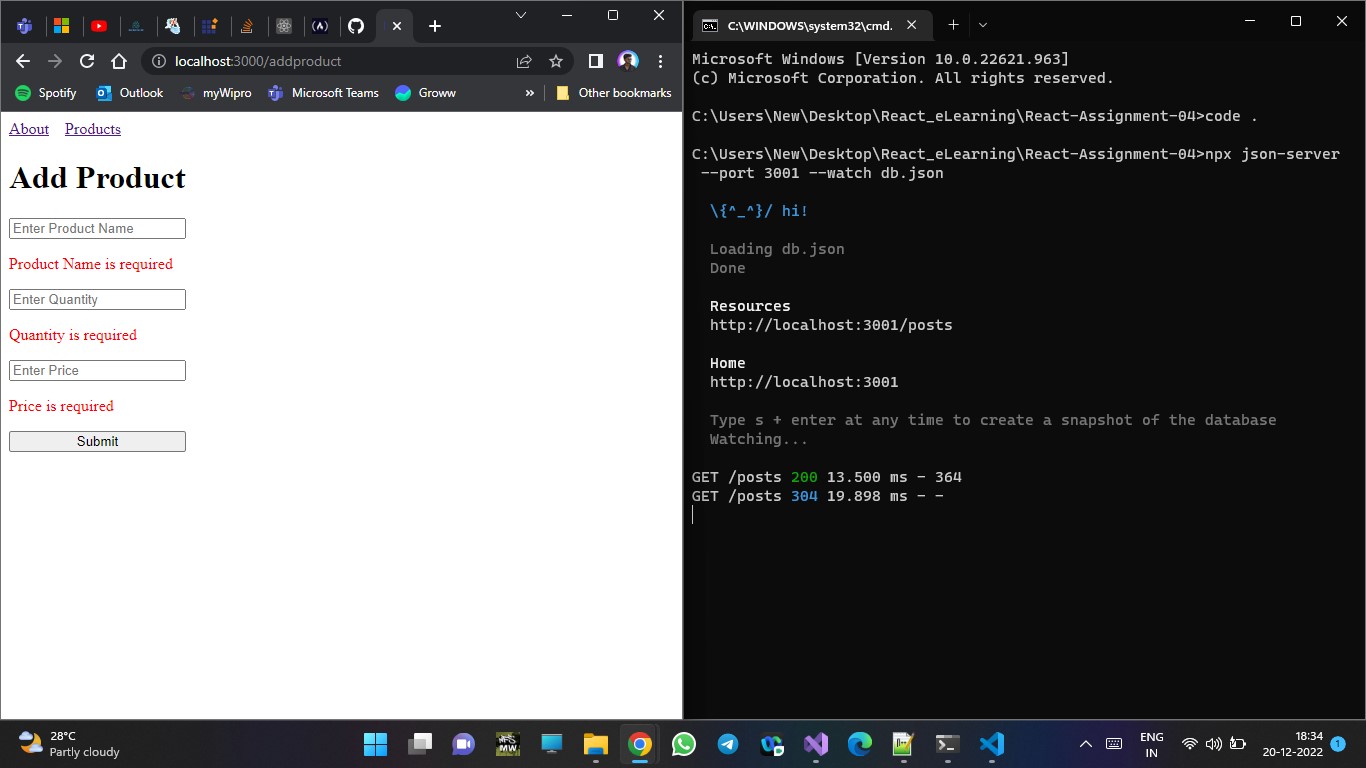 localhost:3000/addproduct
Spotify
Outlook
myWipro
Microsoft Teams
Groww
»
Other bookmarks
About
Products
Add Product
Enter Product Name
Product Name is required
Enter Quantity
Quantity is required
Enter Price
Price is required
Submit
C:\WINDOWS\system32\cmd.
Microsoft Windows [Version 10.0.22621.963]
(c) Microsoft Corporation. All rights reserved.
C:\Users\New\Desktop\React_eLearning\React-Assignment-04>code .
C:\Users\New\Desktop\React_eLearning\React-Assignment-04>npx json-server
--port 3001 --watch db.json
\{^_^}/ hi!
Loading db.json
Done
Resources
http://localhost:3001/posts
Home
http://localhost:3001
Type s + enter at any time to create a snapshot of the database
Watching...
GET /posts 200 13.500 ms - 364
GET /posts 304 19.898 ms - -
28°C
Partly cloudy
MW
ENG
IN
18:34
20-12-2022
1